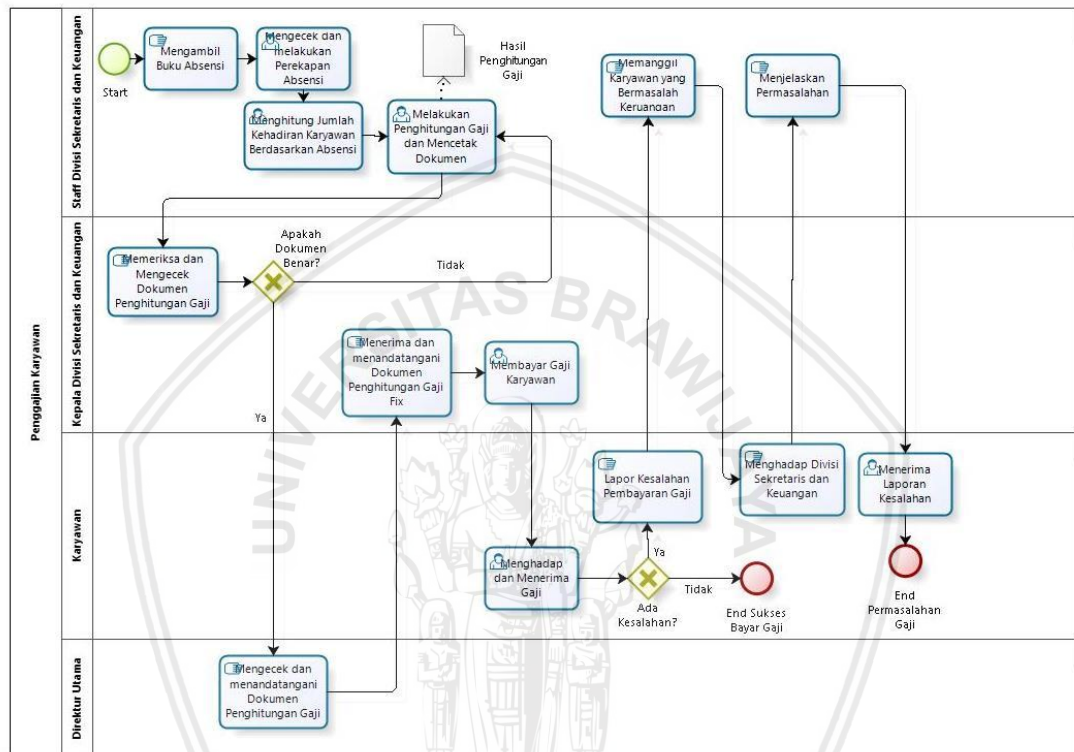 Penggajian Karyawan
Staff Divisi Sekretaris dan Keuangan
Start
Mengambil
Buku Absensi
Mengecek dan
melakukan
Perekapan
Absensi
Menghitung Jumlah
Kehadiran Karyawan
Berdasarkan Absensi
Hasil
Penghitungan
Gaji
Melakukan
Penghitungan Gaji
dan Mencetak
Dokumen
Memanggil
Karyawan yang
Bermasalah
Keruangan
Menjelaskan
Permasalahan
Kepala Divisi Sekretaris dan Keuangan
Memeriksa dan
Mengecek
Dokumen
Penghitungan Gaji
Apakah
Dokumen
Benar?
Tidak
Ya
Menerima dan
menandatangani
Dokumen
Penghitungan Gaji
Fix
Membayar Gaji
Karyawan
Karyawan
Menghadap
dan Menerima
Gaji
Lapor Kesalahan
Pembayaran Gaji
Ya
Ada
Kesalahan?
Tidak
End Sukses
Bayar Gaji
Menghadap Divisi
Sekretaris dan
Keuangan
Menerima
Laporan
Kesalahan
End
Permasalahan
Gaji
Direktur Utama
Mengecek dan
menandatangani
Dokumen
Penghitungan Gaji
UNIVERSITAS BRAWIJAYA